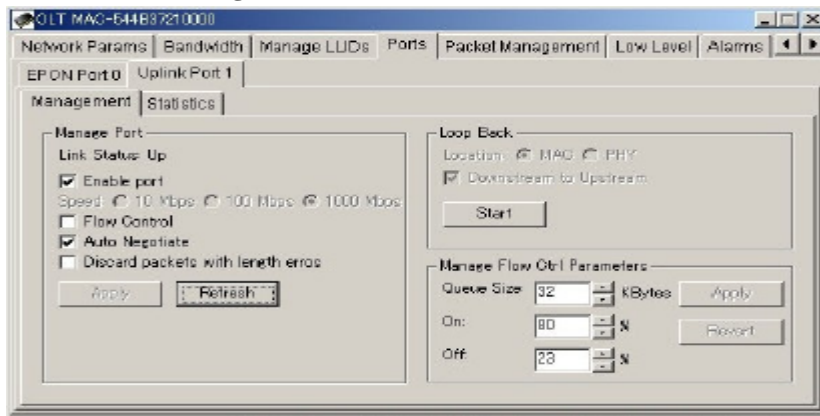 OLT MAC-544B37210000
Network Params Bandwidth Manage LLIDs Ports Packet Management Low Level Alarms
EPON Port 0 Uplink Port 1
Management Statistics
Manage Port
Link Status: Up
Enable port
Speed: 10 Mbps 100 Mbps 1000 Mbps
Flow Control
Auto Negotiate
Discard packets with length erros
Apply Refresh
Loop Back
Location: MAC PHY
Downstream to Upstream
Start
Manage Flow Ctrl Parameters
Queue Size 32 KBytes Apply
On: 80 % Revert
Off: 23 %